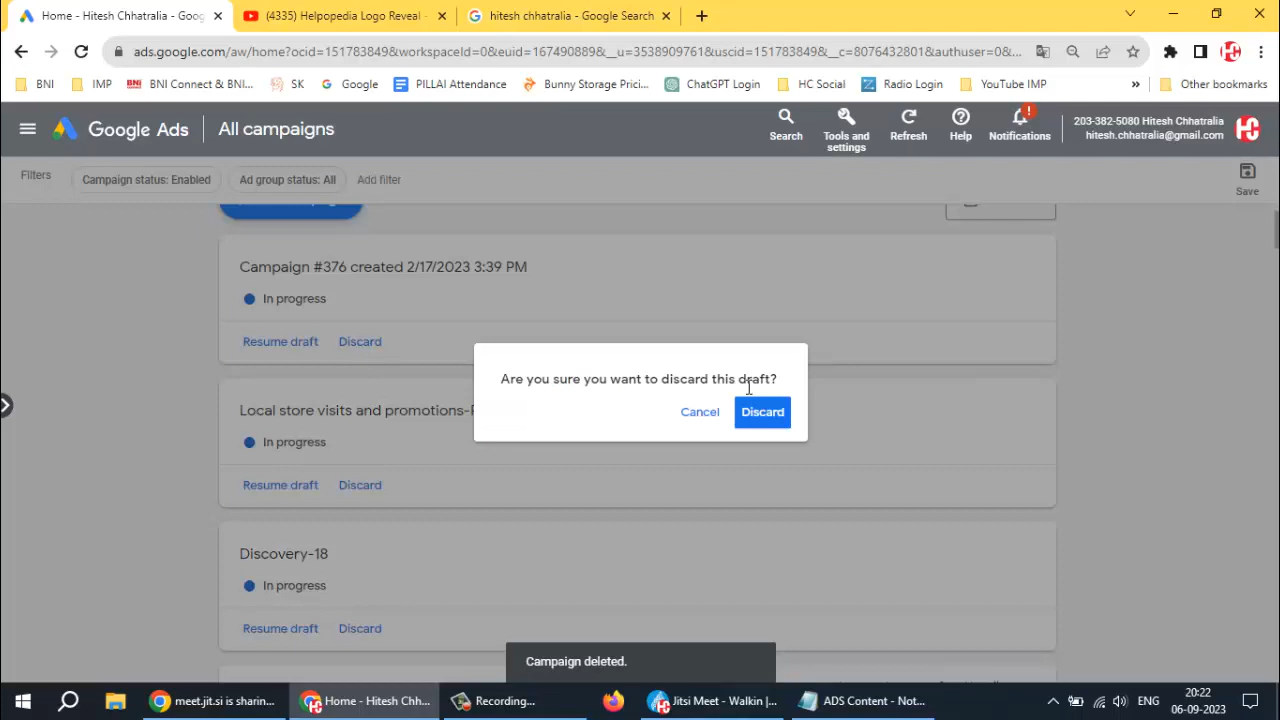 Home - Hitesh Chhatralia - Goog
(4335) Helpopedia Logo Reveal -
hitesh chhatralia - Google Search
ads.google.com/aw/home?ocid=151783849&workspaceId=0&euid=167490889&__u=3538909761&uscid=151783849&__c=8076432801&authuser=0&...
BNI
IMP
BNI Connect & BNI...
SK
Google
PILLAI Attendance
Bunny Storage Prici...
ChatGPT Login
HC Social
Radio Login
YouTube IMP
»
Other bookmarks
Google Ads
All campaigns
Search
Tools and
settings
Refresh
Help
Notifications
203-382-5080 Hitesh Chhatralia
hitesh.chhatralia@gmail.com
Filters
Campaign status: Enabled
Ad group status: All
Add filter
Save
Campaign #376 created 2/17/2023 3:39 PM
In progress
Resume draft
Discard
Are you sure you want to discard this draft?
Cancel
Discard
Local store visits and promotions-
In progress
Resume draft
Discard
Discovery-18
In progress
Resume draft
Discard
Campaign deleted.
meet.jit.si is sharin...
Home - Hitesh Chh...
Recording...
Jitsi Meet - Walkin |...
ADS Content - Not...
ENG
20:22
06-09-2023